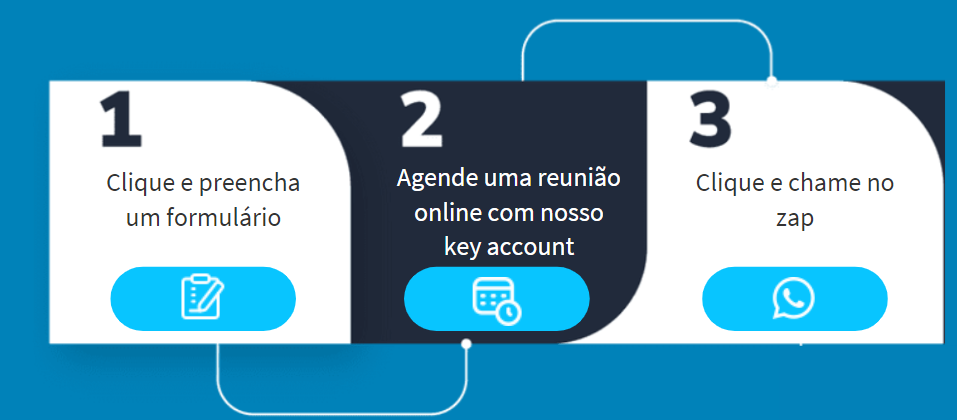 1
Clique e preencha
um formulário
2
Agende uma reunião
online com nosso
key account
3
Clique e chame no
zap